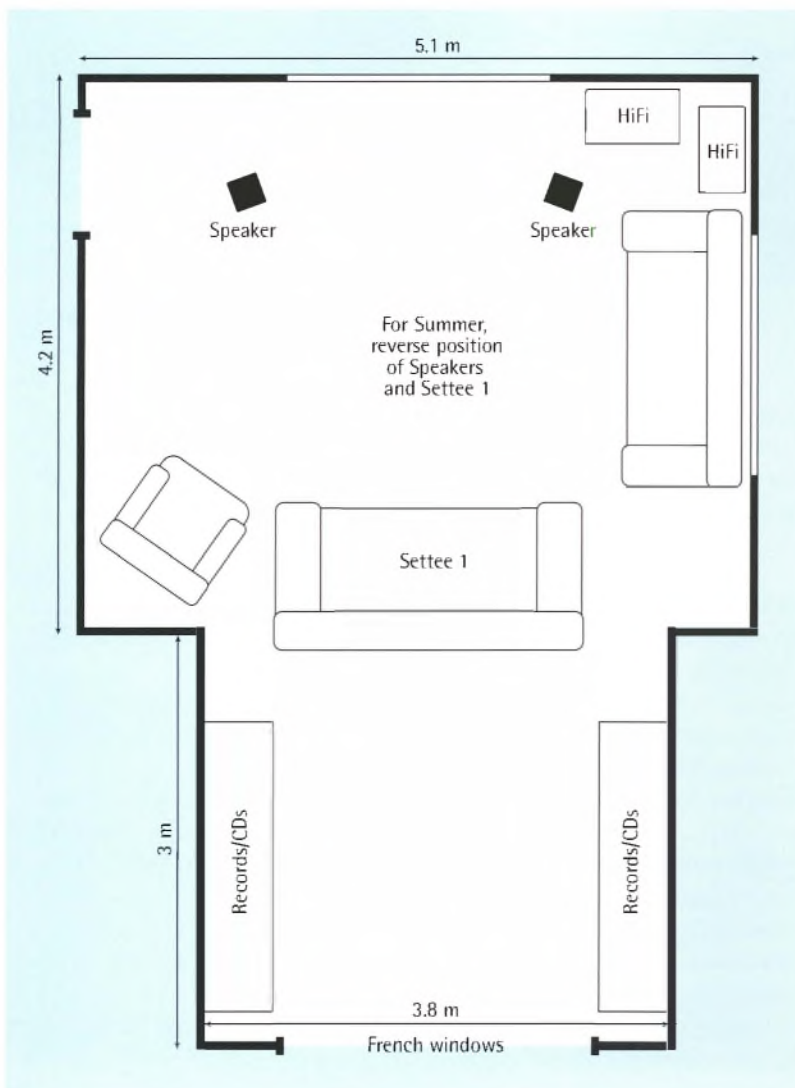 5.1 m
HiFi
HiFi
Speaker
Speaker
4.2 m
For Summer,
reverse position
of Speakers
and Settee 1
Settee 1
3 m
Records/CDs
Records/CDs
3.8 m
French windows